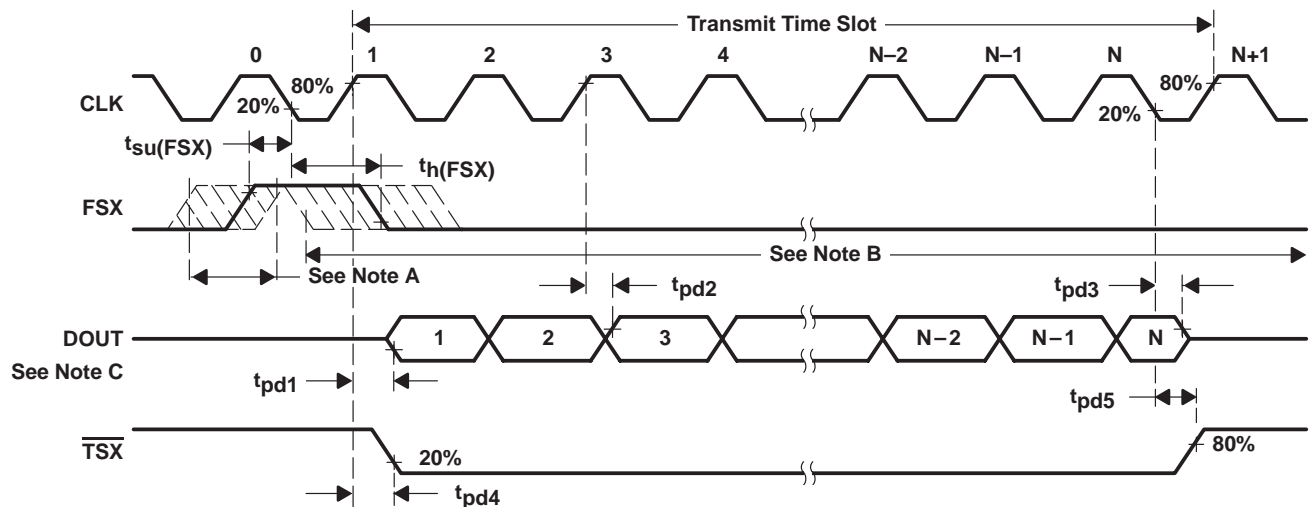 Transmit Time Slot
0 1 2 3 4 N–2 N–1 N N+1
CLK
20% 80% 20% 80%
tsu(FSX)
th(FSX)
FSX
See Note A
See Note B
tpd2
tpd3
DOUT
1 2 3 N–2 N–1 N
See Note C
tpd1
tpd5
TSX
20%
80%
tpd4